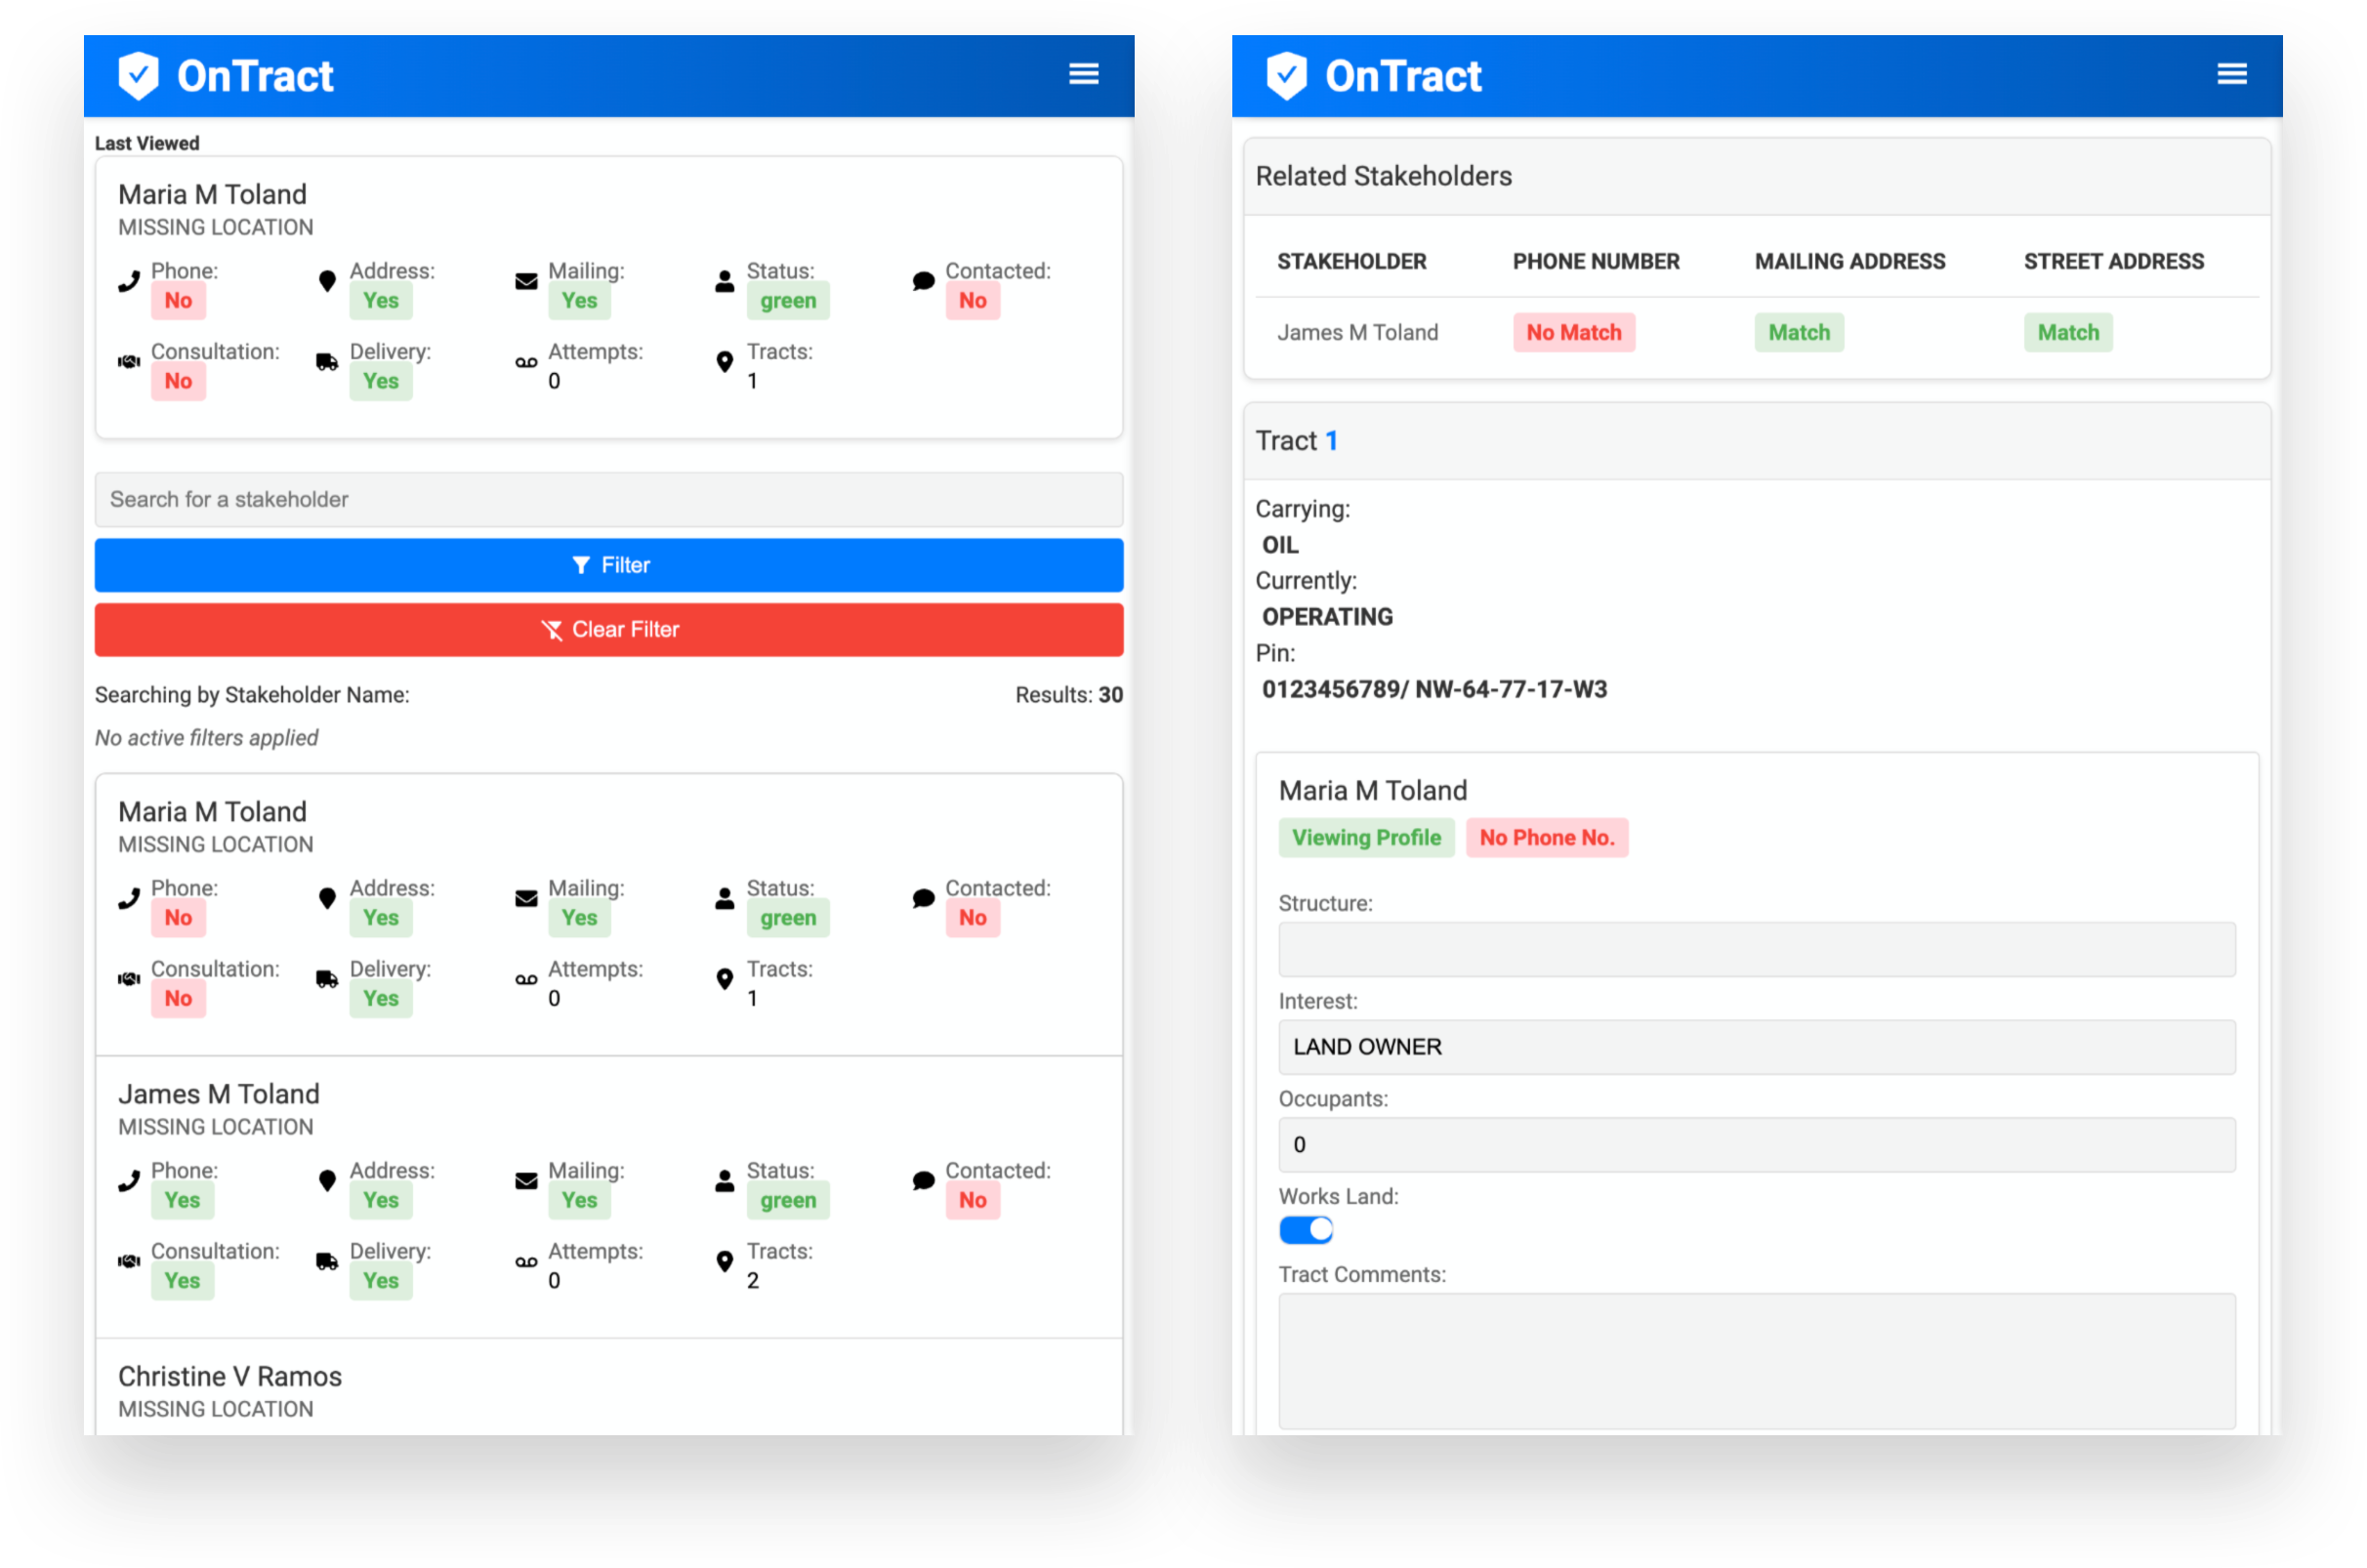 OnTract
Last Viewed
Maria M Toland
MISSING LOCATION
Phone: Address: Mailing: Status: Contacted:
No Yes Yes green No
Consultation: Delivery: Attempts: Tracts:
No Yes 0 1
Search for a stakeholder
Filter
Clear Filter
Searching by Stakeholder Name: Results: 30
No active filters applied
Maria M Toland
MISSING LOCATION
Phone: Address: Mailing: Status: Contacted:
No Yes Yes green No
Consultation: Delivery: Attempts: Tracts:
No Yes 0 1
James M Toland
MISSING LOCATION
Phone: Address: Mailing: Status: Contacted:
Yes Yes Yes green No
Consultation: Delivery: Attempts: Tracts:
Yes Yes 0 2
Christine V Ramos
MISSING LOCATION
OnTract
Related Stakeholders
STAKEHOLDER PHONE NUMBER MAILING ADDRESS STREET ADDRESS
James M Toland No Match Match Match
Tract 1
Carrying:
OIL
Currently:
OPERATING
Pin:
0123456789/ NW-64-77-17-W3
Maria M Toland
Viewing Profile No Phone No.
Structure:
Interest:
LAND OWNER
Occupants:
0
Works Land:
Tract Comments: